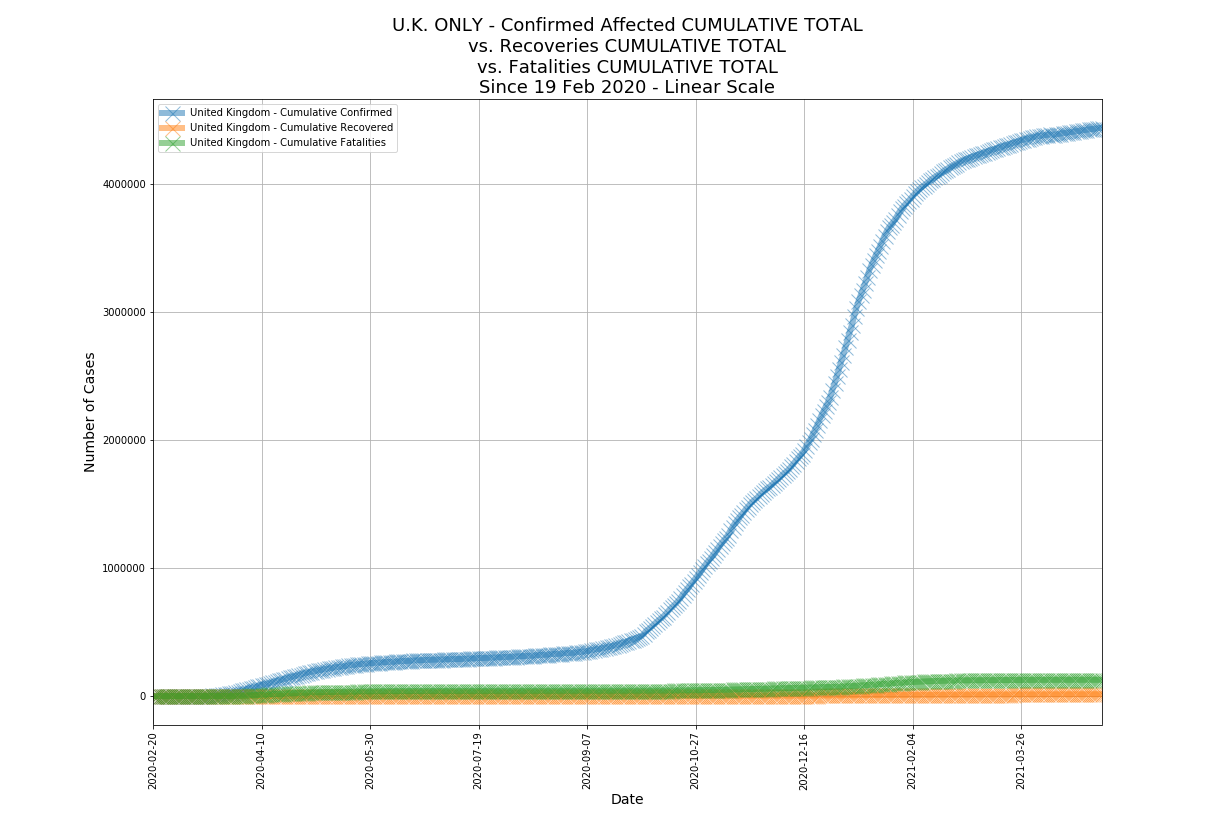 U.K. ONLY - Confirmed Affected CUMULATIVE TOTAL
vs. Recoveries CUMULATIVE TOTAL
vs. Fatalities CUMULATIVE TOTAL
Since 19 Feb 2020 - Linear Scale
United Kingdom - Cumulative Confirmed
United Kingdom - Cumulative Recovered
United Kingdom - Cumulative Fatalities
Number of Cases
4000000
3000000
2000000
1000000
0
2020-02-20
2020-04-10
2020-05-30
2020-07-19
2020-09-07
2020-10-27
2020-12-16
2021-02-04
2021-03-26
Date